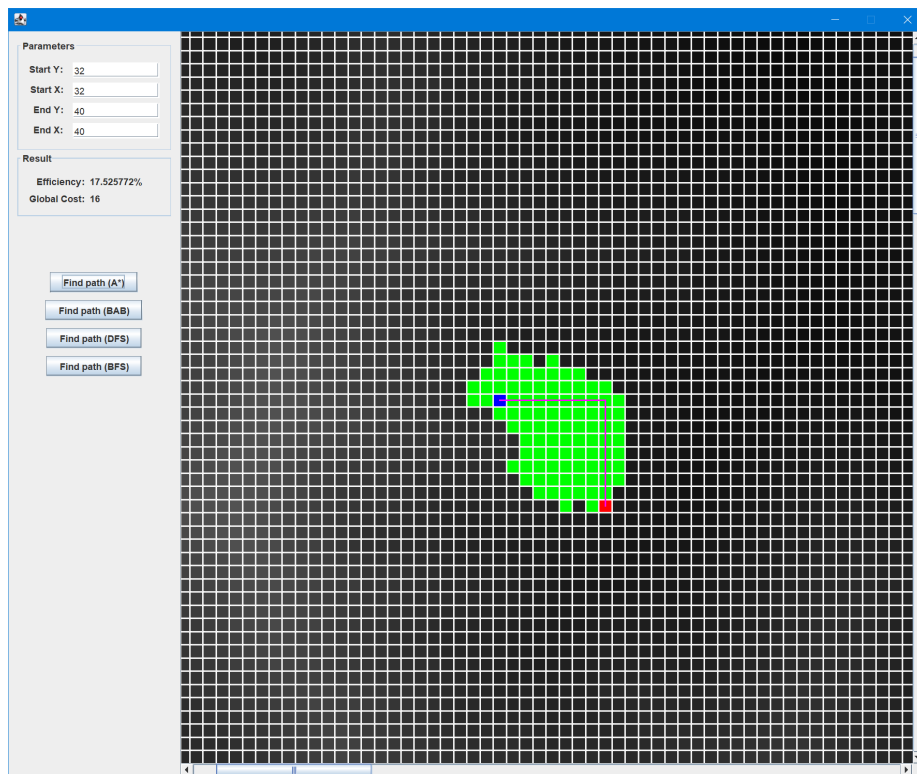 Parameters
Start Y: 32
Start X: 32
End Y: 40
End X: 40
Result
Efficiency: 17.525772%
Global Cost: 16
Find path (A*)
Find path (BAB)
Find path (DFS)
Find path (BFS)